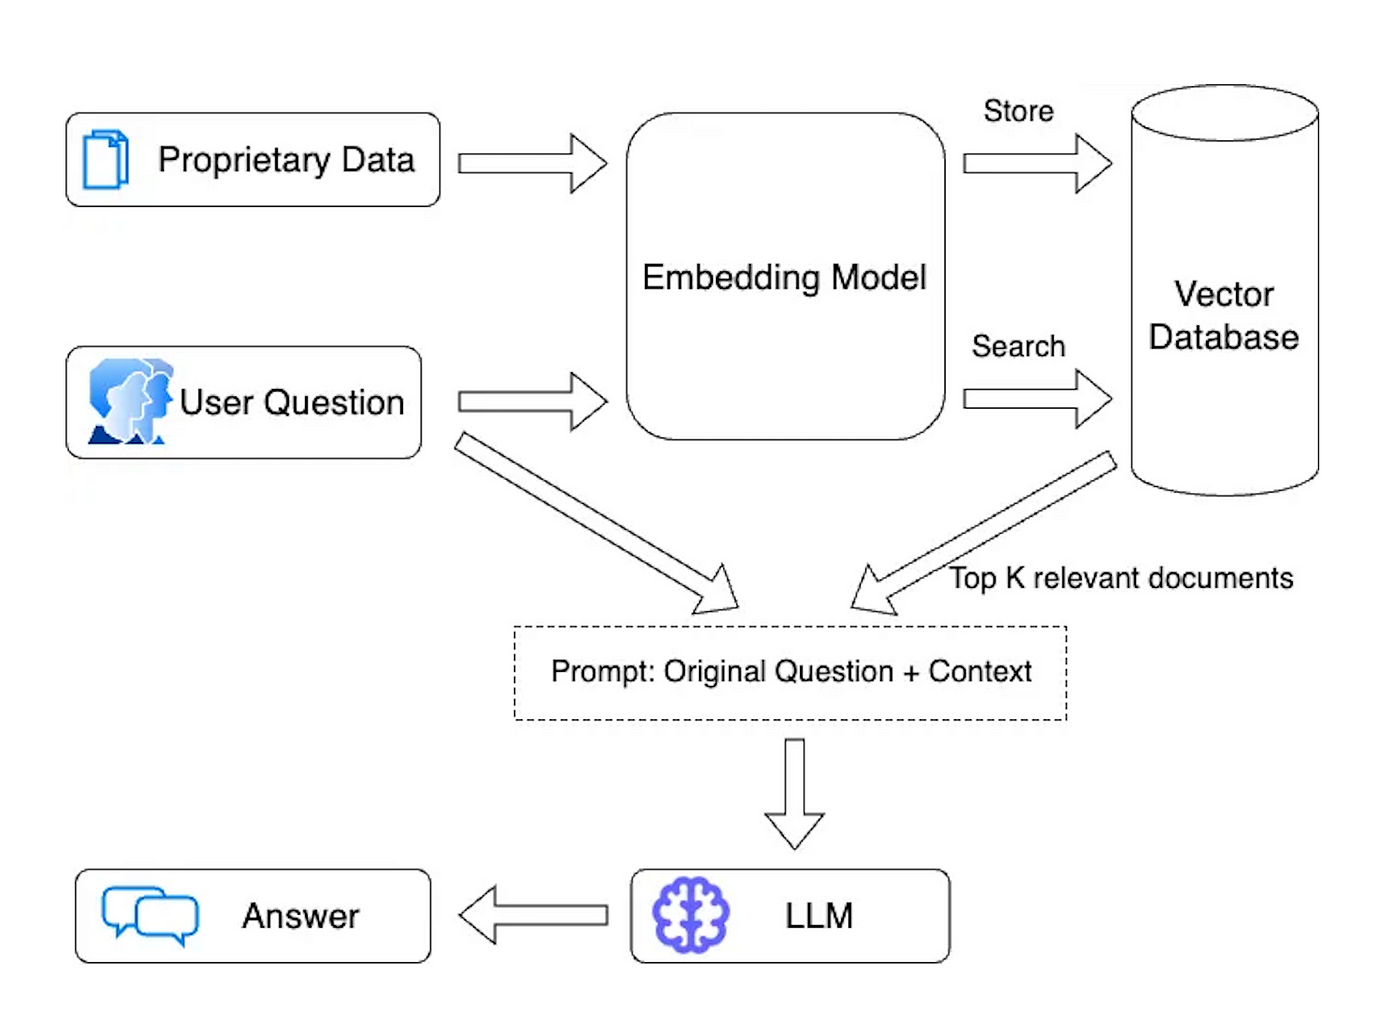 Store
Proprietary Data
Embedding Model
Vector
Database
Search
User Question
Top K relevant documents
Prompt: Original Question + Context
Answer
LLM